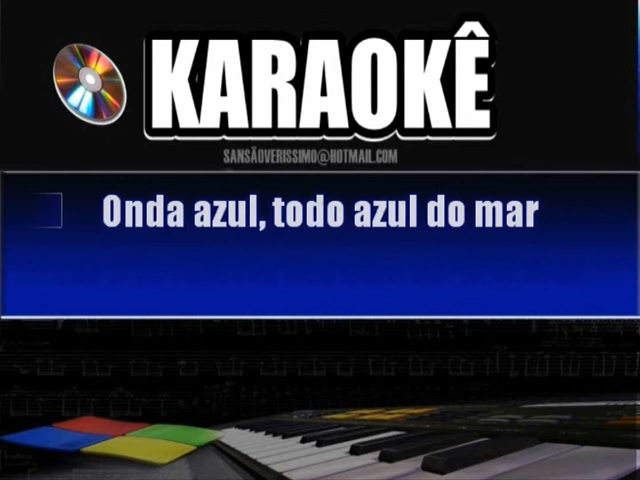 KARAOKÊ
SANSÃOVERISSIMO@HOTMAIL.COM
Onda azul, todo azul do mar